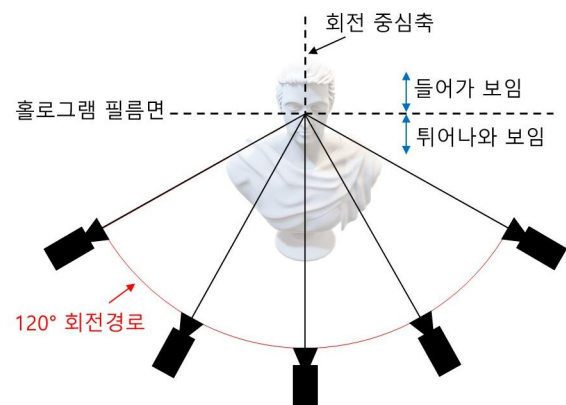 회전 중심축
들어가 보임
홀로그램 필름면
튀어나와 보임
120° 회전경로